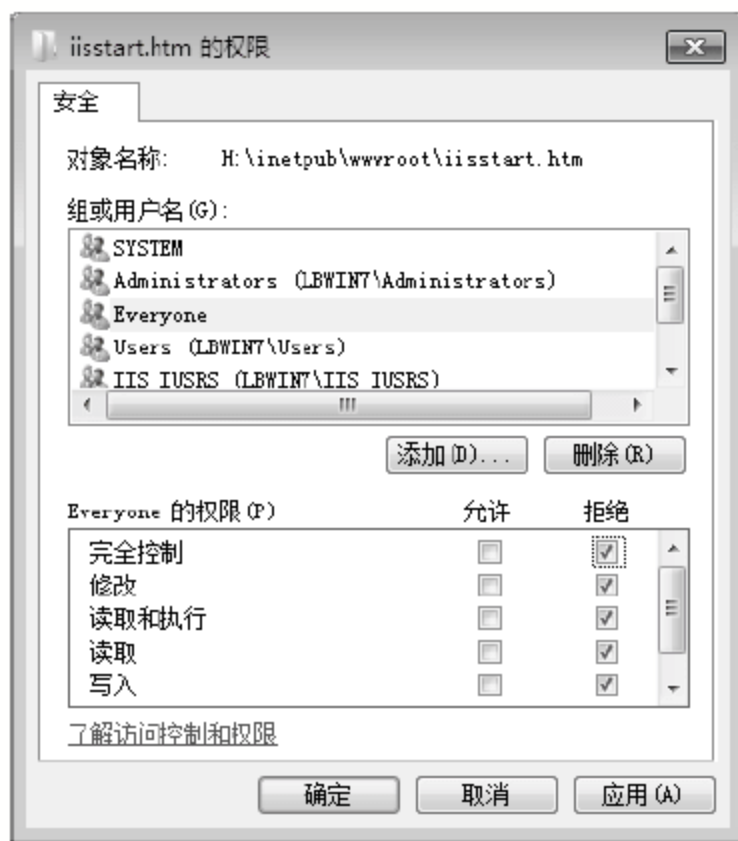 iisstart.htm 的权限
安全
对象名称: H:\inetpub\wwwroot\iisstart.htm
组或用户名(G):
SYSTEM
Administrators (LBWIN7\Administrators)
Everyone
Users (LBWIN7\Users)
IIS_IUSRS (LBWIN7\IIS_IUSRS)
添加(D)... 删除(R)
Everyone 的权限(P) 允许 拒绝
完全控制
修改
读取和执行
读取
写入
了解访问控制和权限
确定 取消 应用(A)